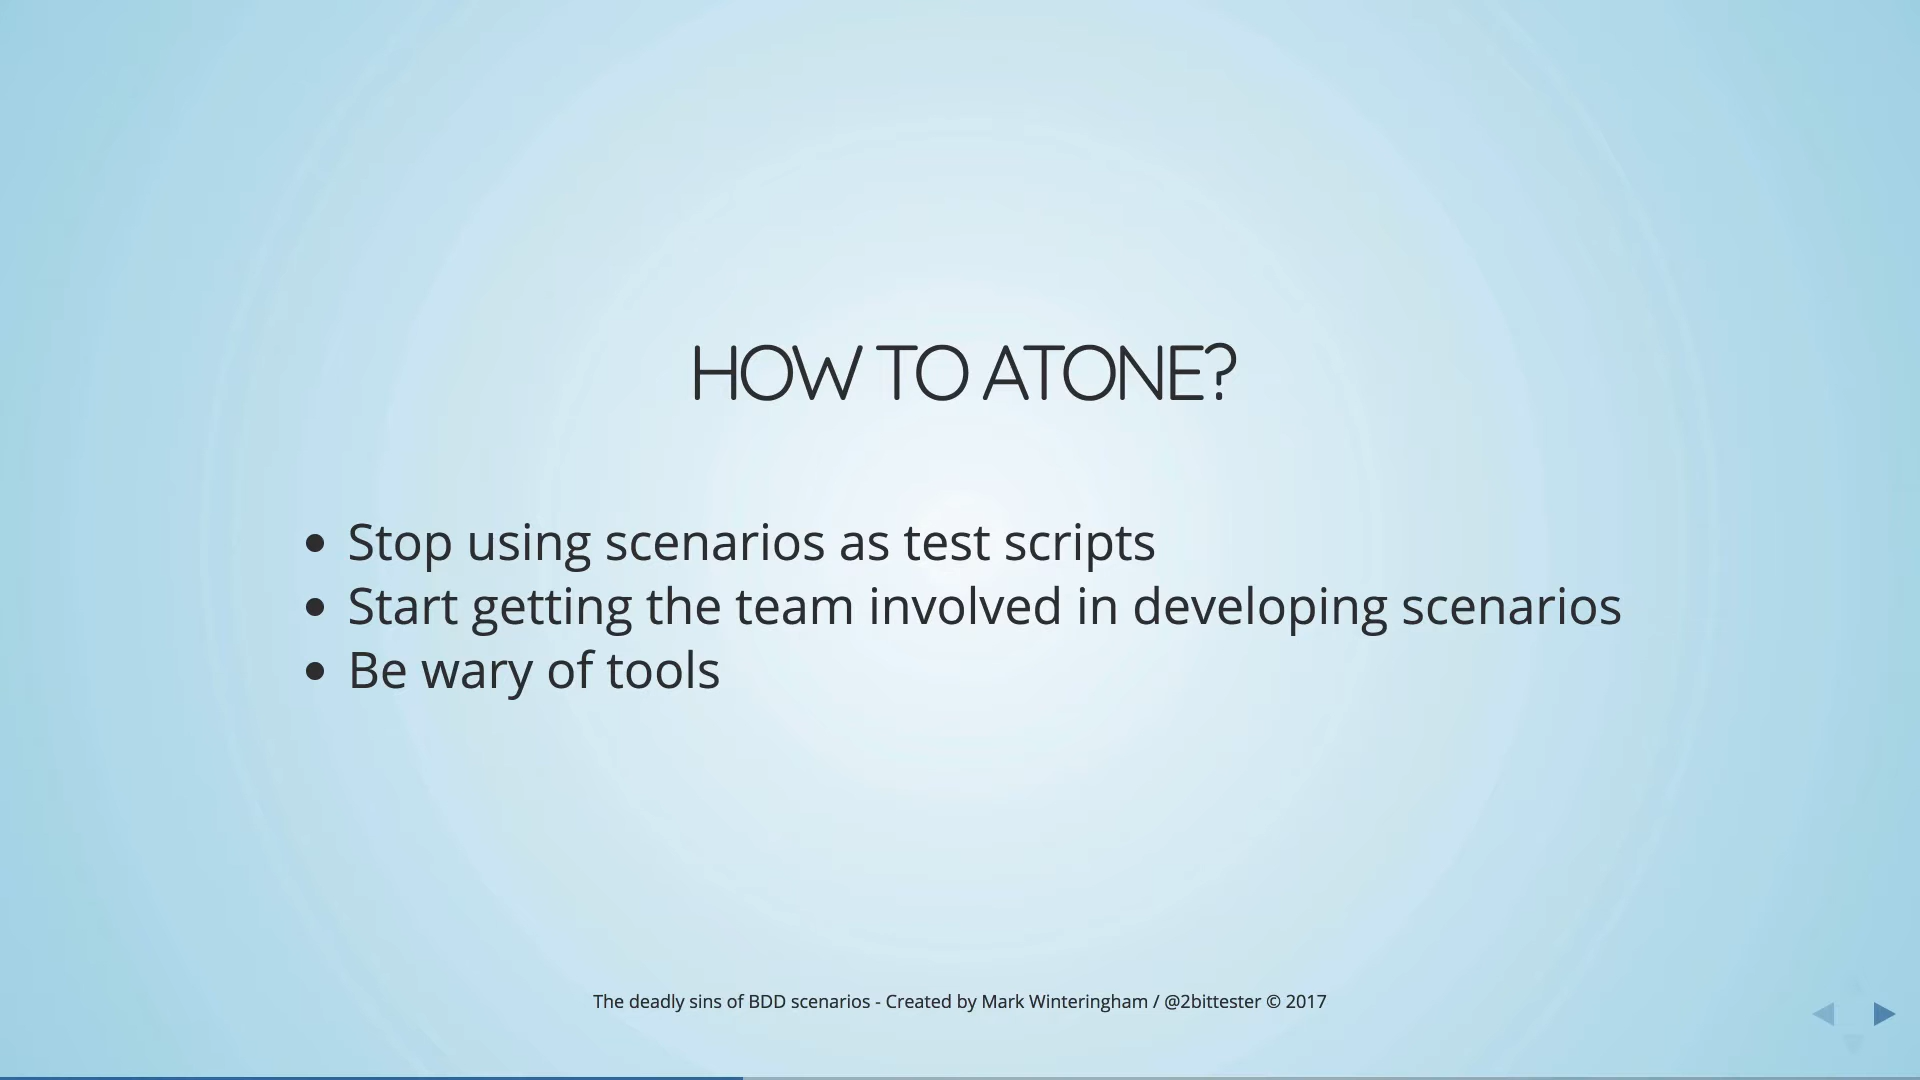 HOW TO ATONE?
Stop using scenarios as test scripts
Start getting the team involved in developing scenarios
Be wary of tools
The deadly sins of BDD scenarios - Created by Mark Winteringham / @2bittester © 2017